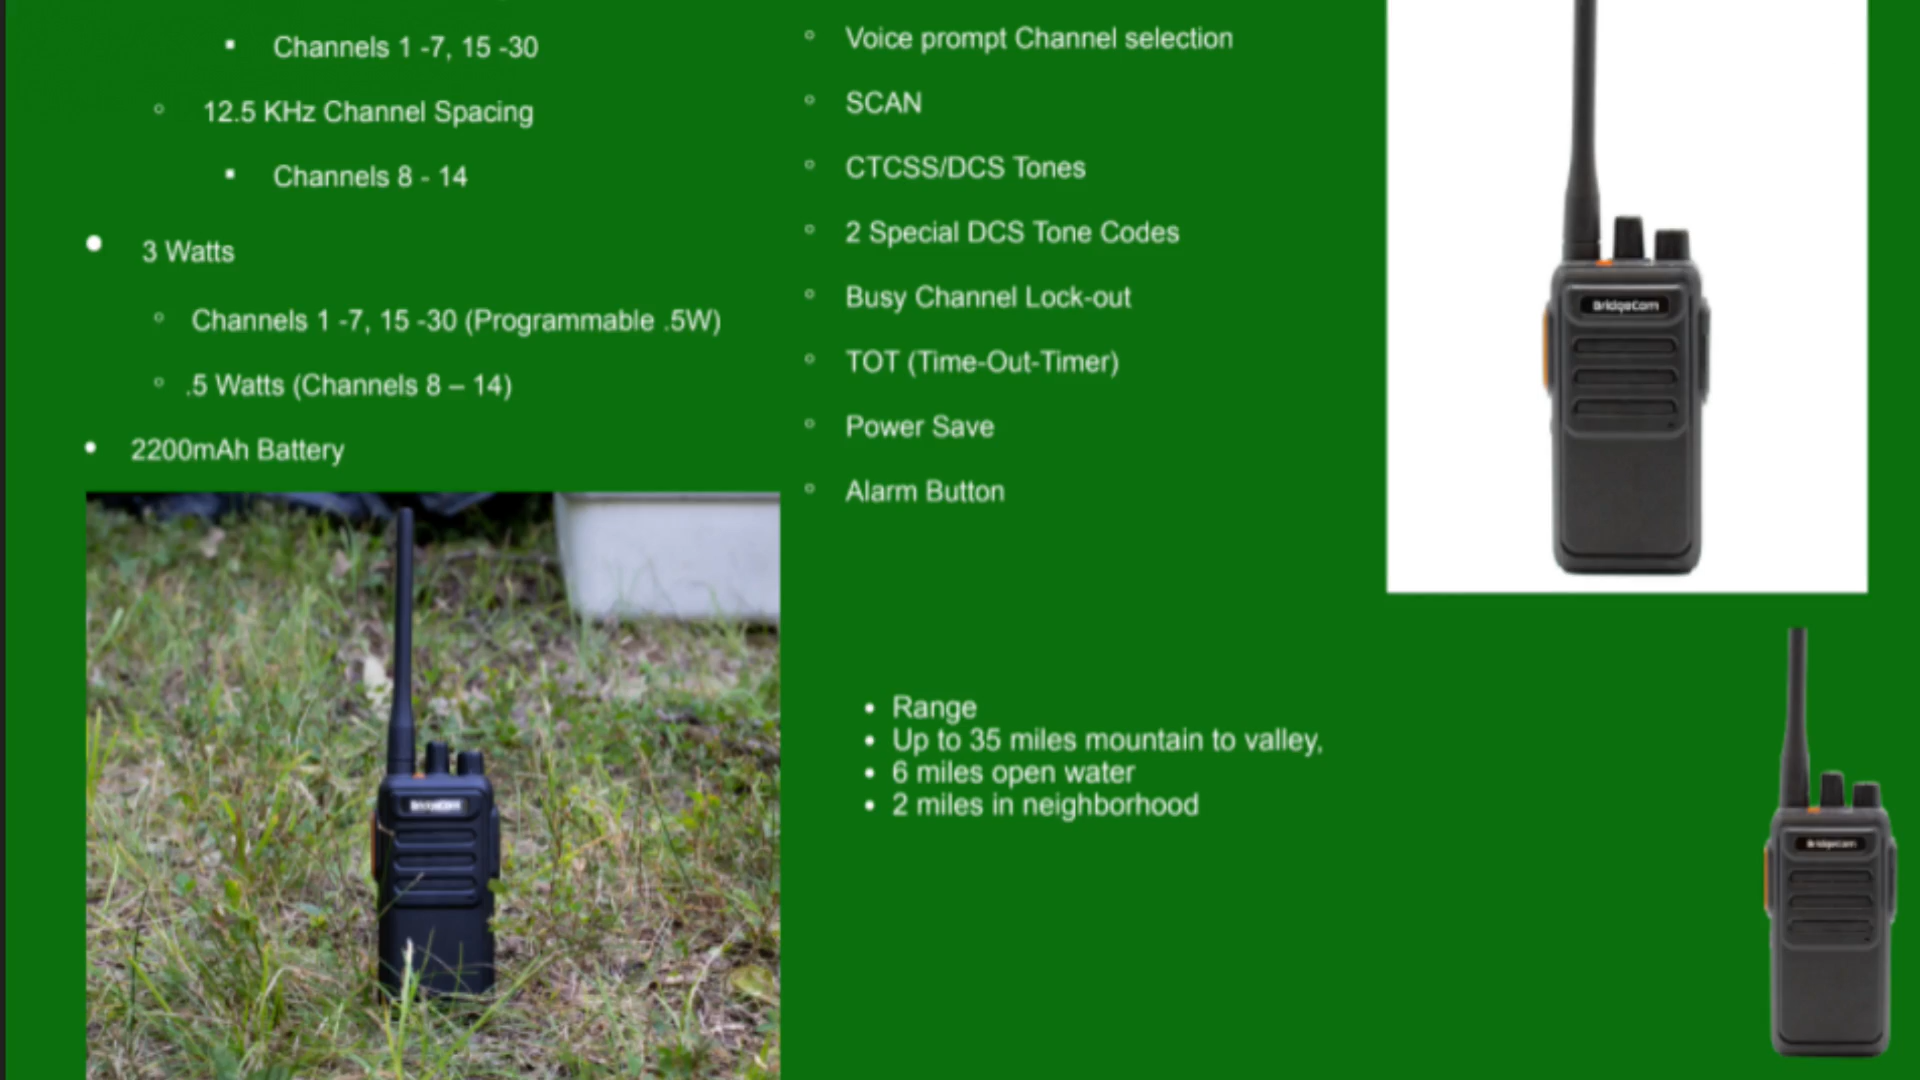 Channels 1 -7, 15 -30
12.5 KHz Channel Spacing
Channels 8 - 14
3 Watts
Channels 1 -7, 15 -30 (Programmable .5W)
.5 Watts (Channels 8 – 14)
2200mAh Battery
Voice prompt Channel selection
SCAN
CTCSS/DCS Tones
2 Special DCS Tone Codes
Busy Channel Lock-out
TOT (Time-Out-Timer)
Power Save
Alarm Button
Range
Up to 35 miles mountain to valley,
6 miles open water
2 miles in neighborhood
BridgeCom
BridgeCom
BridgeCom